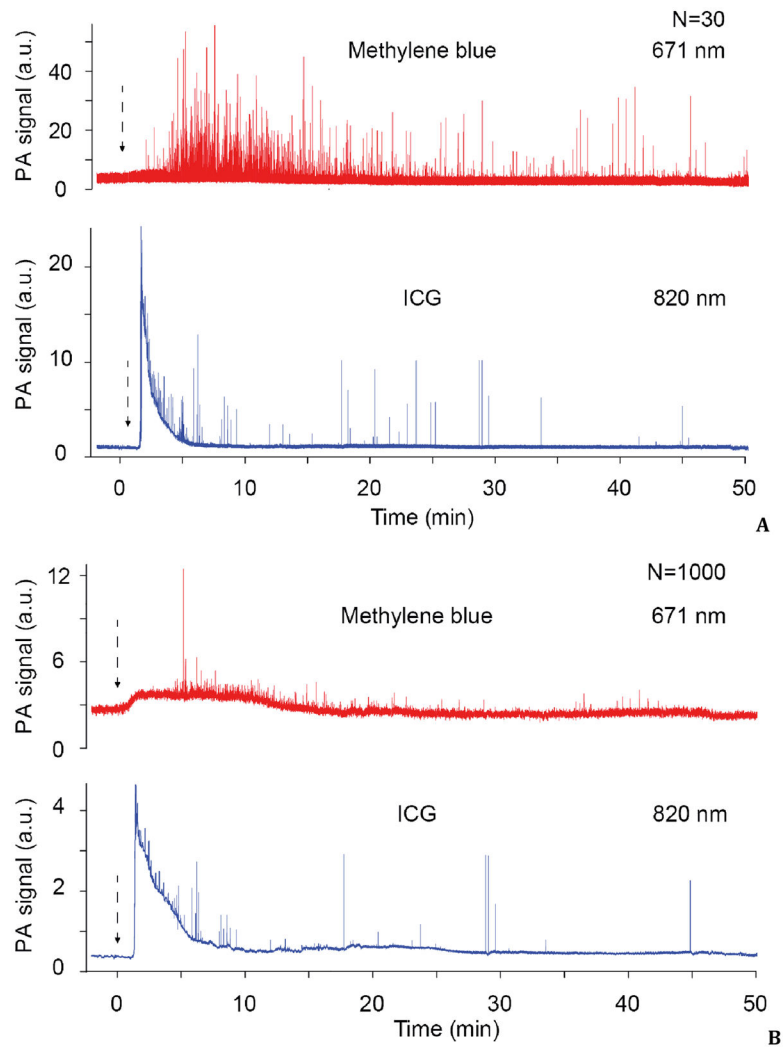 N=30
Methylene blue 671 nm
PA signal (a.u.)
40
20
0
ICG 820 nm
PA signal (a.u.)
20
10
0
0 10 20 30 40 50
Time (min)
A
N=1000
Methylene blue 671 nm
PA signal (a.u.)
12
6
0
ICG 820 nm
PA signal (a.u.)
4
2
0
0 10 20 30 40 50
Time (min)
B